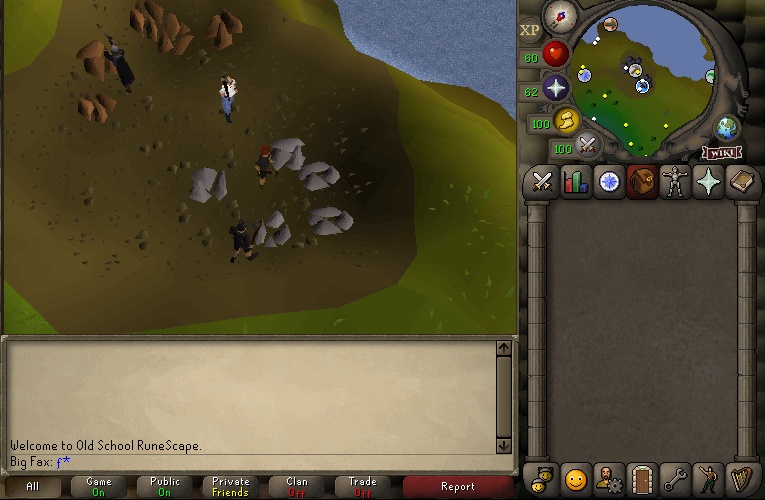 XP
60
62
100
100
WIKI
Welcome to Old School RuneScape.
Big Fax: f*
All
Game
On
Public
On
Private
Friends
Clan
Off
Trade
Off
Report